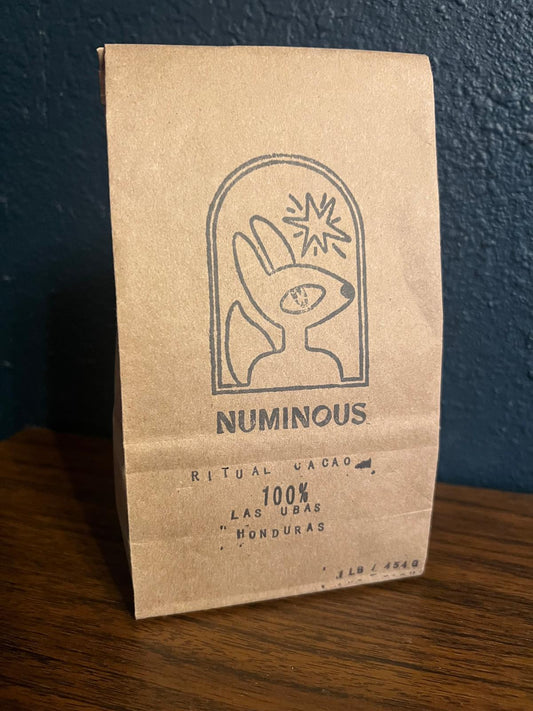 NUMINOUS
RITUAL CACAO
100%
LAS UBAS
HONDURAS
1 LB / 454 G